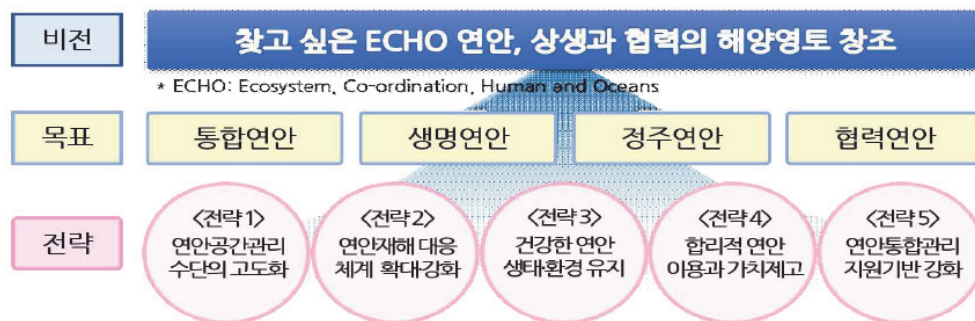 비전
찾고 싶은 ECHO 연안, 상생과 협력의 해양영토 창조
* ECHO: Ecosystem, Co-ordination, Human and Oceans
목표
통합연안
생명연안
정주연안
협력연안
전략
<전략 1>
연안공간관리
수단의 고도화
<전략 2>
연안재해 대응
체계 확대·강화
<전략 3>
건강한 연안
생태·환경 유지
<전략 4>
합리적 연안
이용과 가치제고
<전략 5>
연안통합관리
지원기반 강화